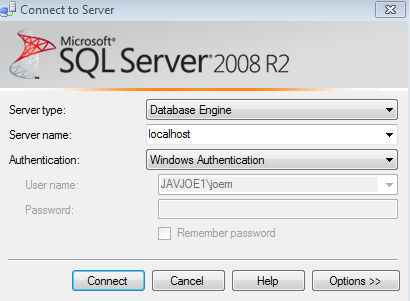 Connect to Server
Microsoft®
SQL Server® 2008 R2
Server type: Database Engine
Server name: localhost
Authentication: Windows Authentication
User name: JAVJOE1\joem
Password:
Remember password
Connect Cancel Help Options >>